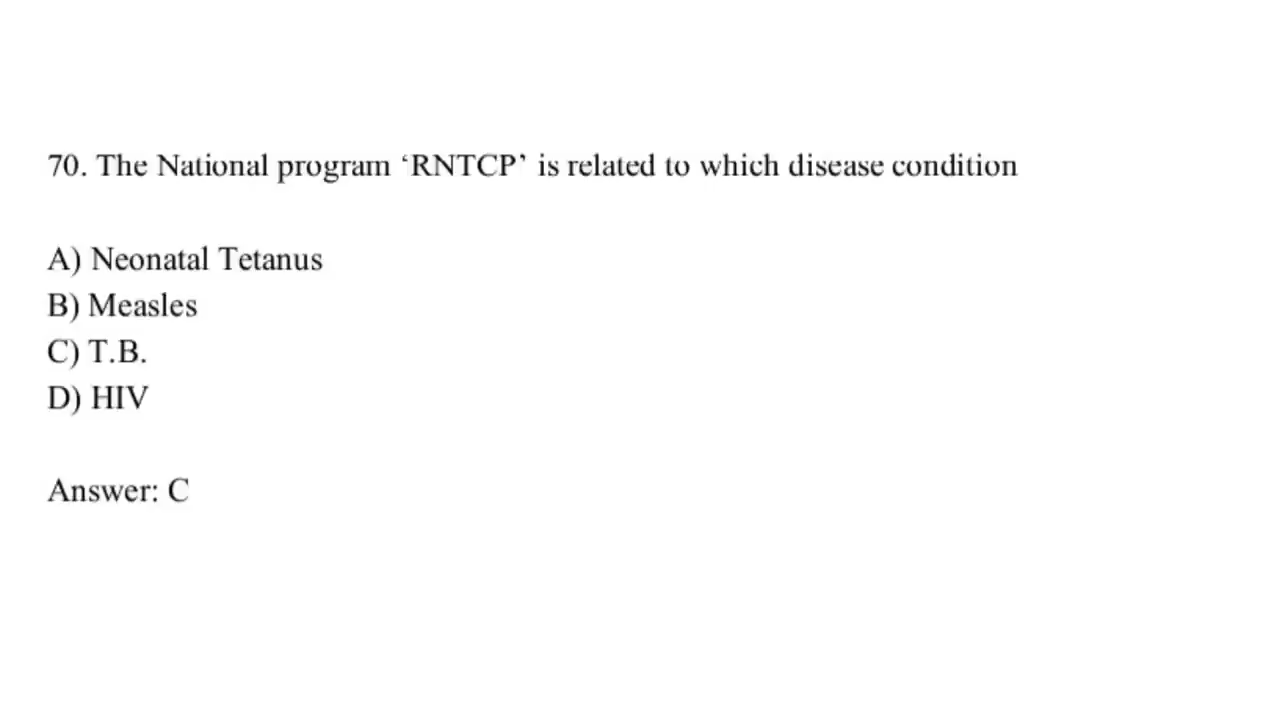 70. The National program ‘RNTCP’ is related to which disease condition
A) Neonatal Tetanus
B) Measles
C) T.B.
D) HIV
Answer: C